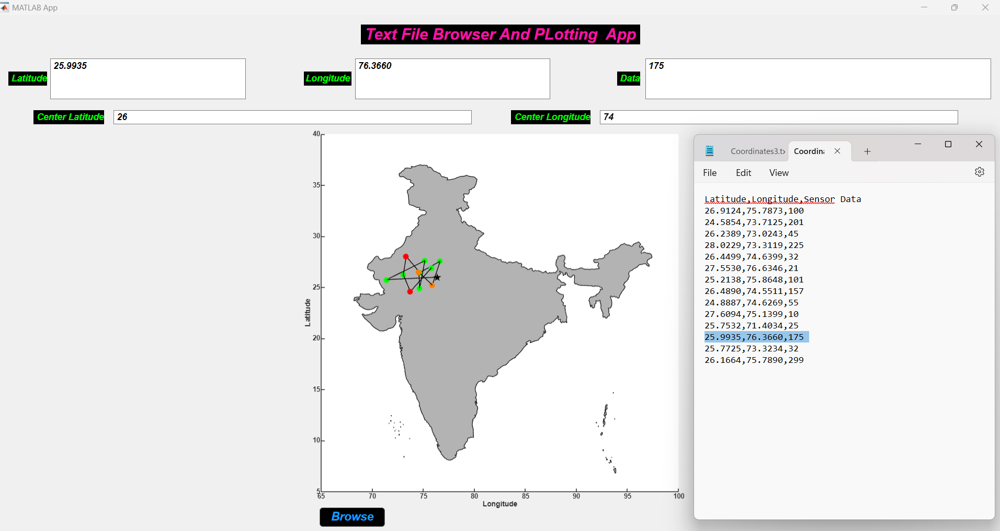 MATLAB App
Text File Browser And PLotting App
Latitude
25.9935
Longitude
76.3660
Data
175
Center Latitude
26
Center Longitude
74
40
35
30
25
20
15
10
5
Latitude
65
70
75
80
85
90
95
100
Longitude
Browse
Coordinates3.tx
Coordina
File
Edit
View
Latitude,Longitude,Sensor Data
26.9124,75.7873,100
24.5854,73.7125,201
26.2389,73.0243,45
28.0229,73.3119,225
26.4499,74.6399,32
27.5530,76.6346,21
25.2138,75.8648,101
26.4890,74.5511,157
24.8887,74.6269,55
27.6094,75.1399,10
25.7532,71.4034,25
25.9935,76.3660,175
25.7725,73.3234,32
26.1664,75.7890,299